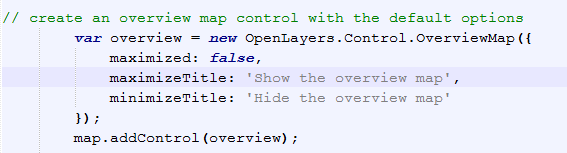 // create an overview map control with the default options
var overview = new OpenLayers.Control.OverviewMap({
maximized: false,
maximizeTitle: 'Show the overview map',
minimizeTitle: 'Hide the overview map'
});
map.addControl(overview);